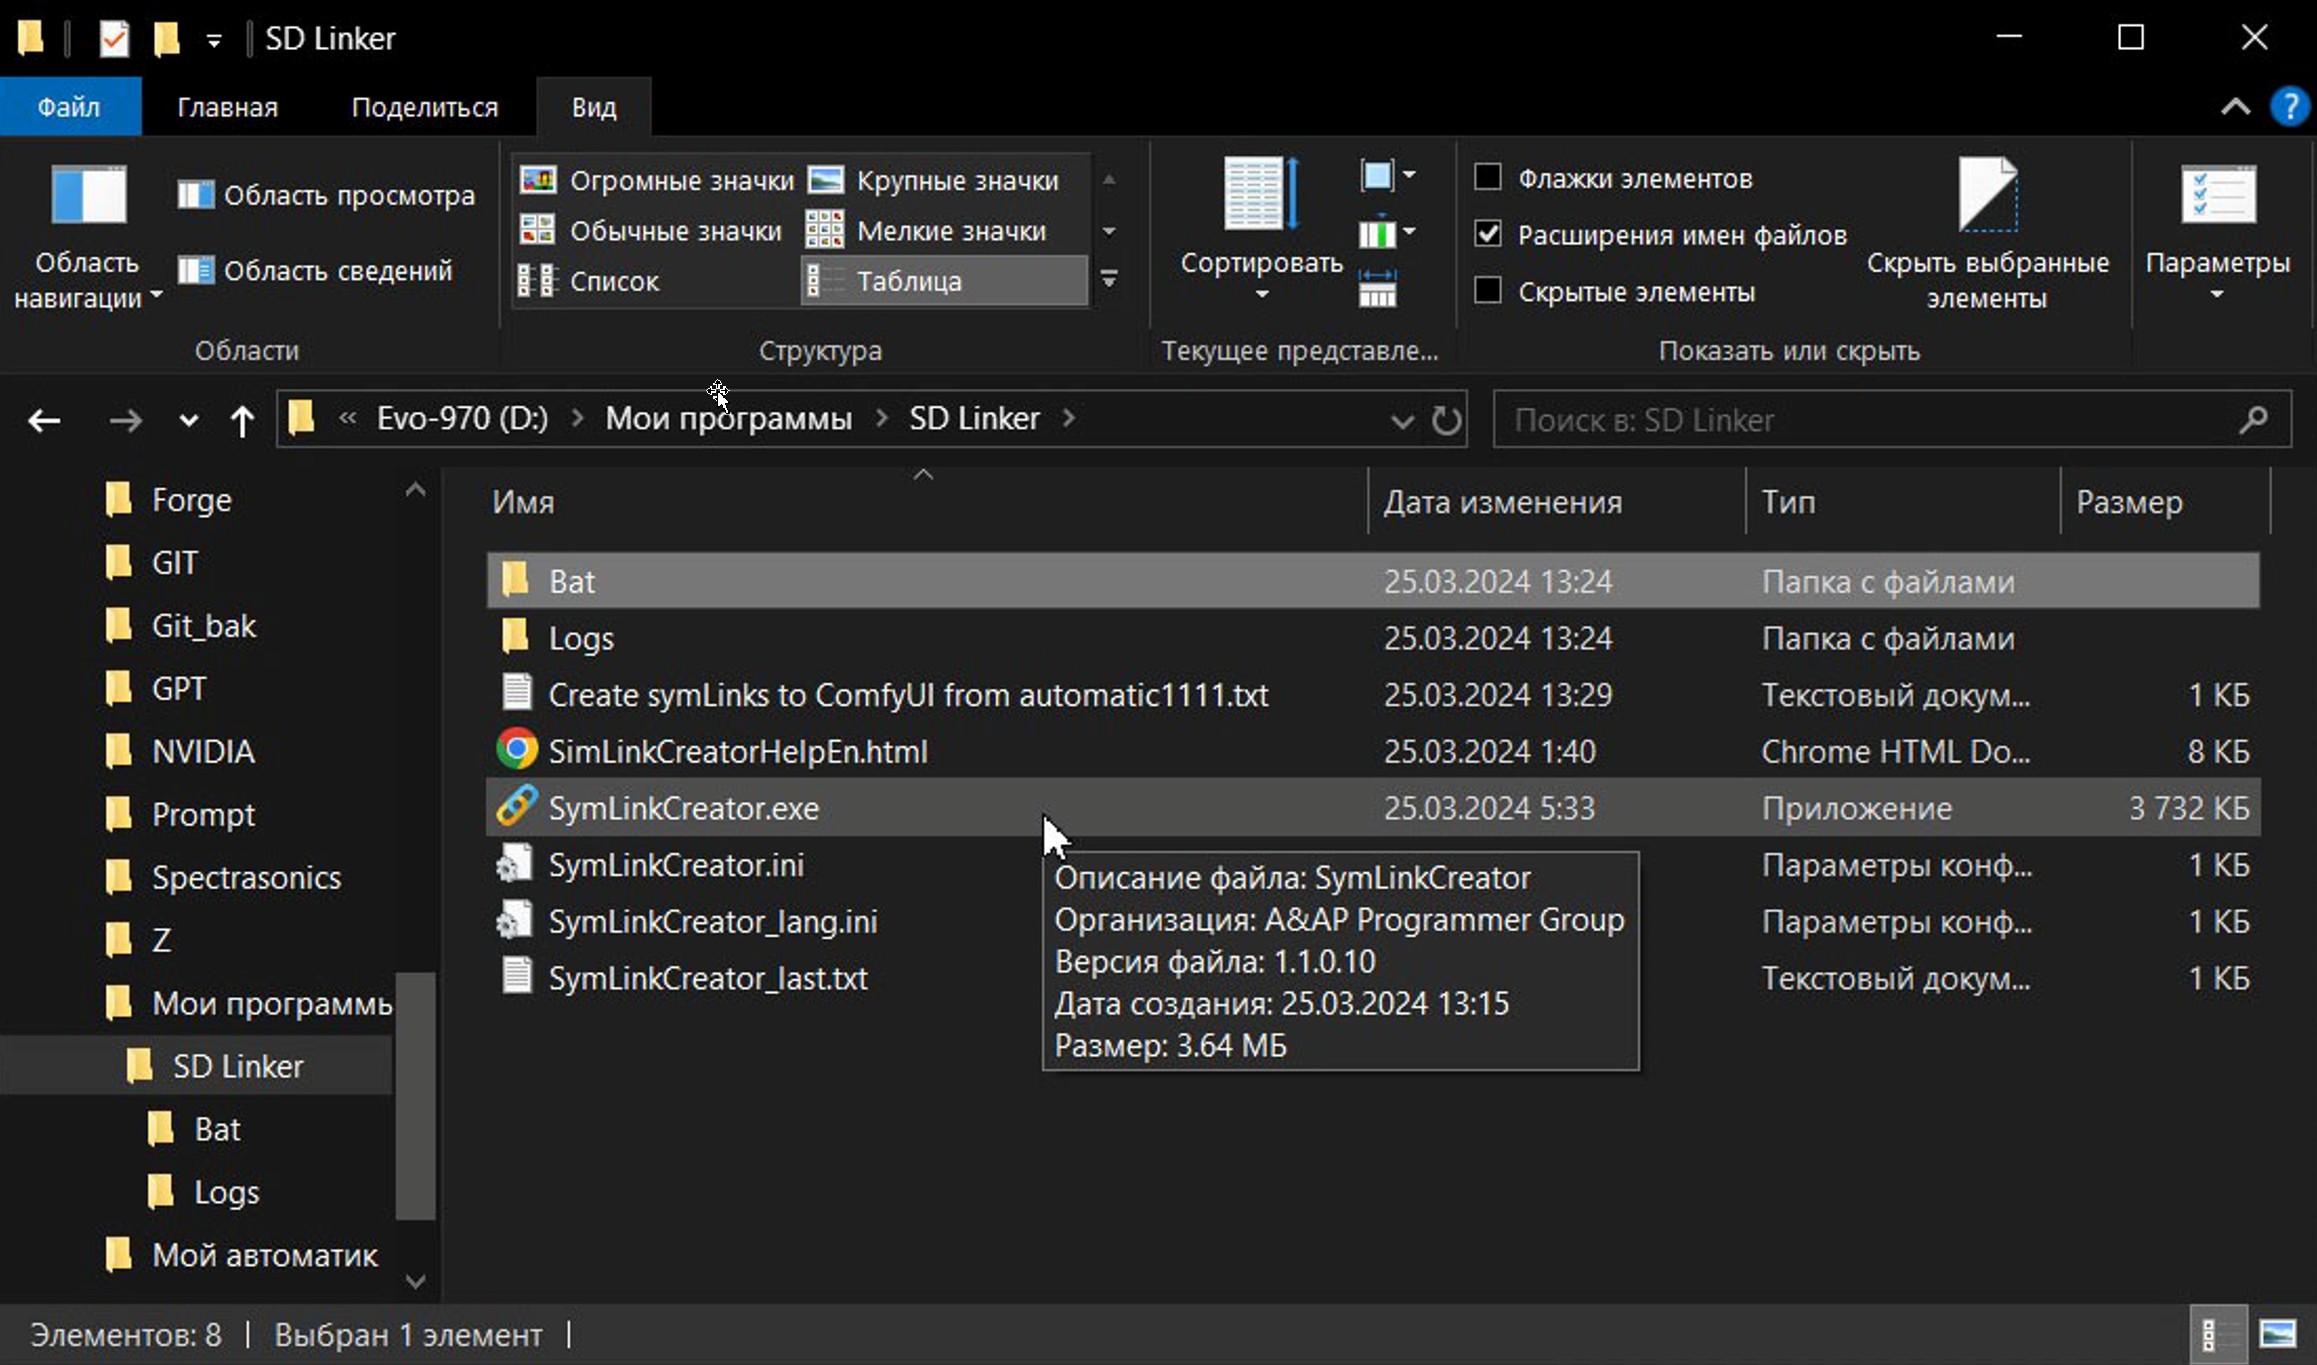 SD Linker
Файл
Главная
Поделиться
Вид
?
Область навигации
Область просмотра
Область сведений
Области
Огромные значки
Крупные значки
Обычные значки
Мелкие значки
Список
Таблица
Структура
Сортировать
Текущее представле...
Флажки элементов
Расширения имен файлов
Скрытые элементы
Скрыть выбранные
элементы
Показать или скрыть
Параметры
« Evo-970 (D:) > Мои программы > SD Linker >
Поиск в: SD Linker
Forge
GIT
Git_bak
GPT
NVIDIA
Prompt
Spectrasonics
Z
Мои программы
SD Linker
Bat
Logs
Мой автоматик
Имя Дата изменения Тип Размер
Bat 25.03.2024 13:24 Папка с файлами
Logs 25.03.2024 13:24 Папка с файлами
Create symLinks to ComfyUI from automatic1111.txt 25.03.2024 13:29 Текстовый докум... 1 КБ
SimLinkCreatorHelpEn.html 25.03.2024 1:40 Chrome HTML Do... 8 КБ
SymLinkCreator.exe 25.03.2024 5:33 Приложение 3 732 КБ
SymLinkCreator.ini Параметры конф... 1 КБ
SymLinkCreator_lang.ini Параметры конф... 1 КБ
SymLinkCreator_last.txt Текстовый докум... 1 КБ
Описание файла: SymLinkCreator
Организация: A&AP Programmer Group
Версия файла: 1.1.0.10
Дата создания: 25.03.2024 13:15
Размер: 3.64 МБ
Элементов: 8 | Выбран 1 элемент |